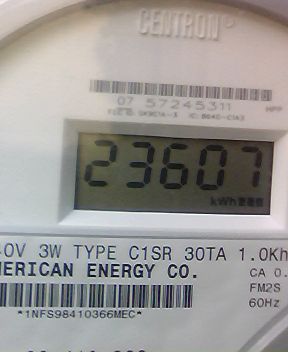 CENTRON
07 57245311
23607
kWh
40V 3W TYPE C1SR 30TA 1.0Kh
MERICAN ENERGY CO.
CA 0.
FM2S
60Hz
*1NFS98410366MEC*